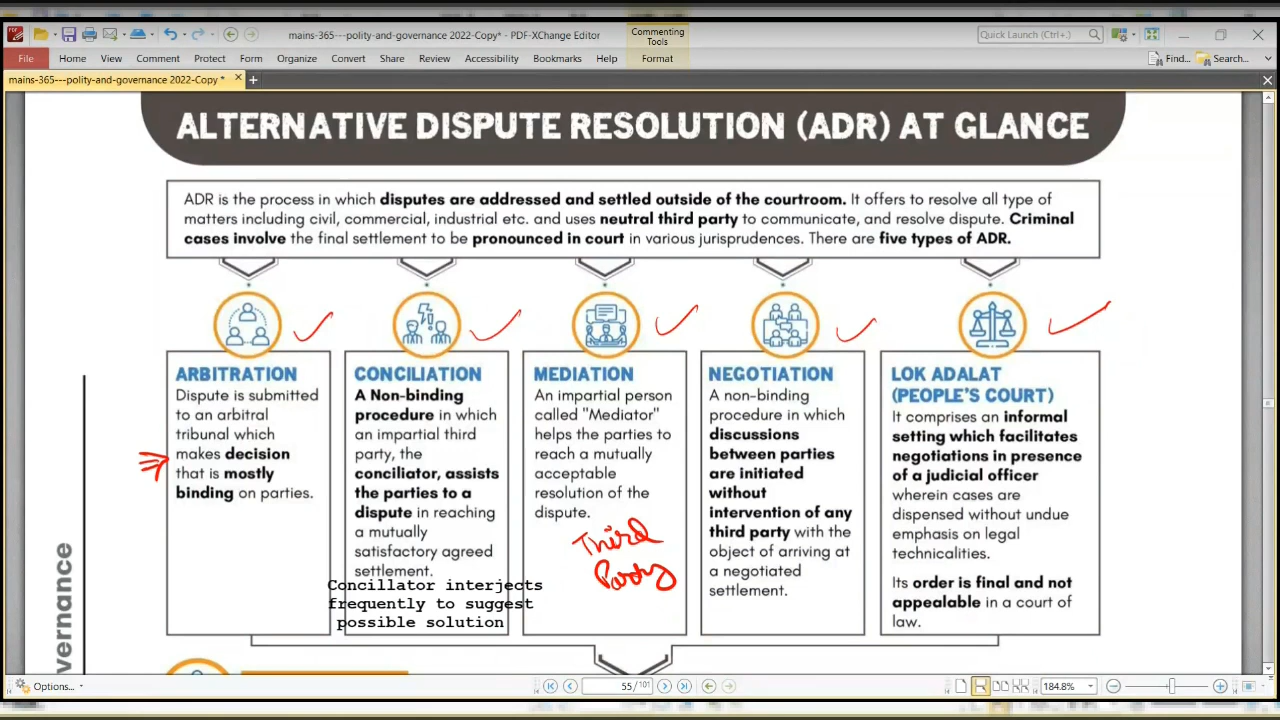 mains-365---polity-and-governance 2022-Copy* - PDF-XChange Editor
Commenting Tools
Quick Launch (Ctrl+.)
File Home View Comment Protect Form Organize Convert Share Review Accessibility Bookmarks Help Format Find... Search...
mains-365---polity-and-governance 2022-Copy *
ALTERNATIVE DISPUTE RESOLUTION (ADR) AT GLANCE
ADR is the process in which disputes are addressed and settled outside of the courtroom. It offers to resolve all type of
matters including civil, commercial, industrial etc. and uses neutral third party to communicate, and resolve dispute. Criminal
cases involve the final settlement to be pronounced in court in various jurisprudences. There are five types of ADR.
ARBITRATION
Dispute is submitted
to an arbitral
tribunal which
makes decision
that is mostly
binding on parties.
CONCILIATION
A Non-binding
procedure in which
an impartial third
party, the
conciliator, assists
the parties to a
dispute in reaching
a mutually
satisfactory agreed
settlement.
Concillator interjects
frequently to suggest
possible solution
MEDIATION
An impartial person
called "Mediator"
helps the parties to
reach a mutually
acceptable
resolution of the
dispute.
Third
Party
NEGOTIATION
A non-binding
procedure in which
discussions
between parties
are initiated
without
intervention of any
third party with the
object of arriving at
a negotiated
settlement.
LOK ADALAT
(PEOPLE'S COURT)
It comprises an informal
setting which facilitates
negotiations in presence
of a judicial officer
wherein cases are
dispensed without undue
emphasis on legal
technicalities.
Its order is final and not
appealable in a court of
law.
vernance
Options...
55/101
184.8%